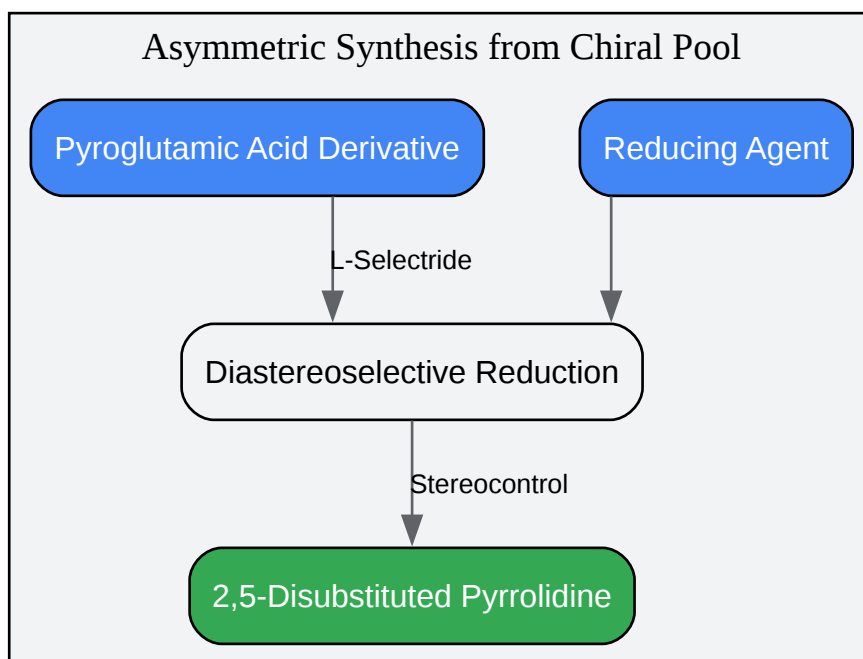 Asymmetric Synthesis from Chiral Pool
Pyroglutamic Acid Derivative
Reducing Agent
L-Selectride
Diastereoselective Reduction
Stereocontrol
2,5-Disubstituted Pyrrolidine